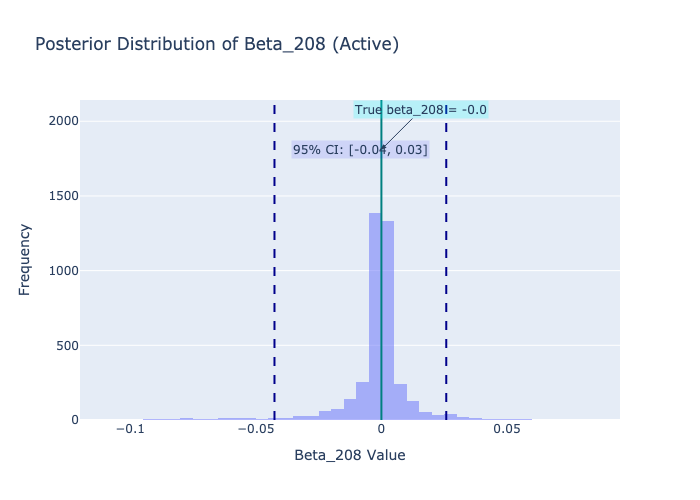 Posterior Distribution of Beta_208 (Active)
True beta_208 = -0.0
95% CI: [-0.04, 0.03]
2000
1500
1000
500
0
Frequency
−0.1
−0.05
0
0.05
Beta_208 Value